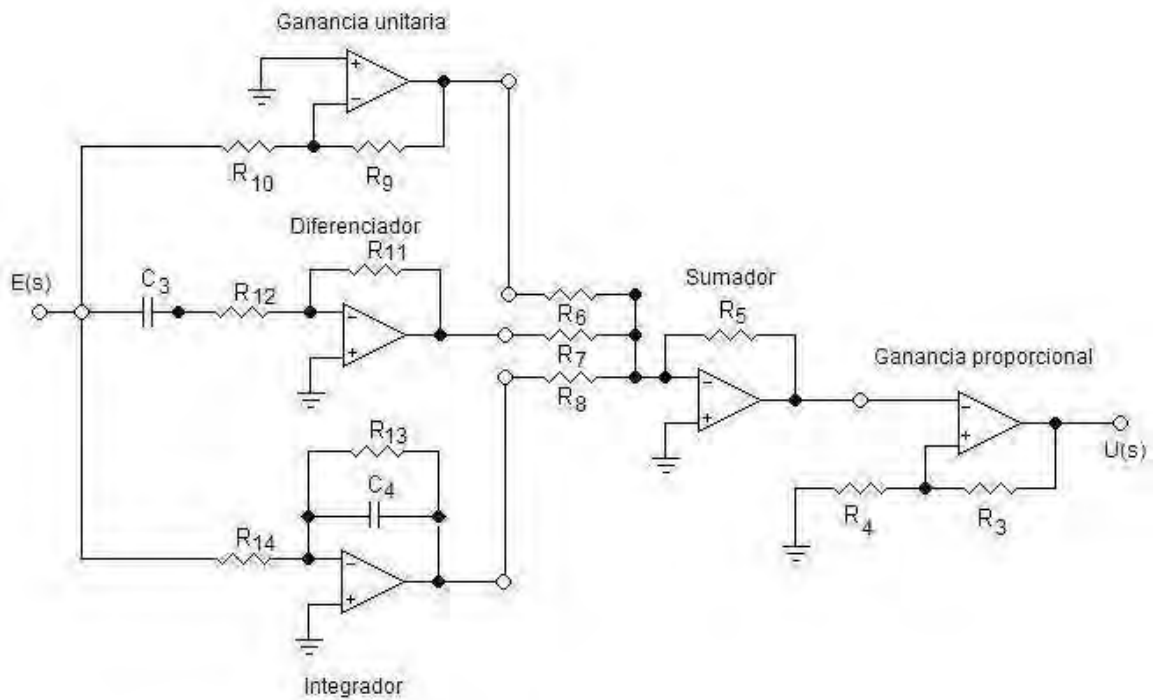 Ganancia unitaria
+
−
R10
R9
Diferenciador
R11
E(s)
C3
R12
−
+
Sumador
R5
R6
R7
R8
Ganancia proporcional
−
+
−
+
U(s)
R4
R3
R13
C4
R14
−
+
Integrador